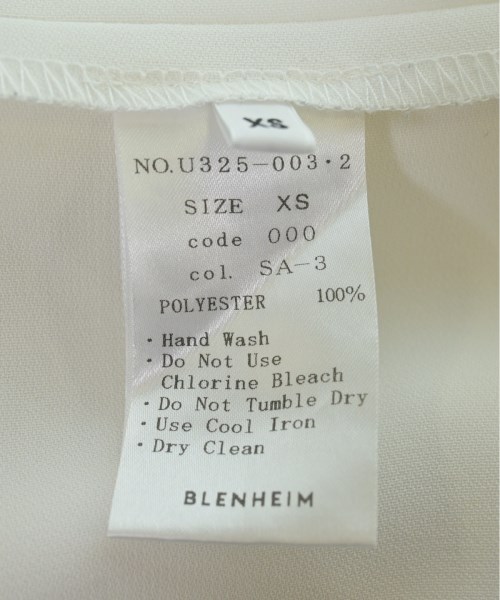 XS
NO.U325-003・2
SIZE XS
code 000
col. SA-3
POLYESTER 100%
・Hand Wash
・Do Not Use
Chlorine Bleach
・Do Not Tumble Dry
・Use Cool Iron
・Dry Clean
BLENHEIM